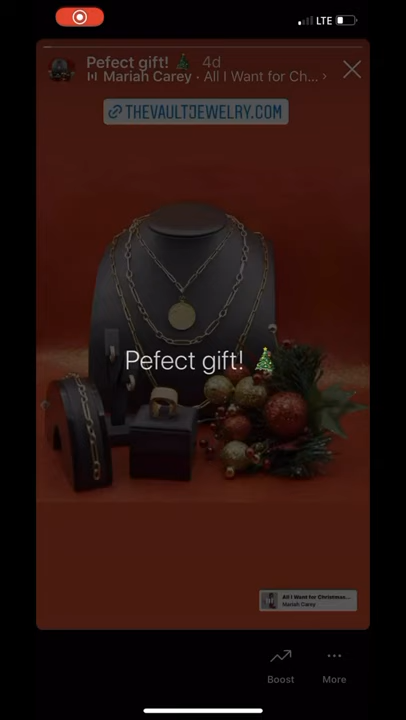 LTE
Pefect gift! 🎄 4d
Mariah Carey · All I Want for Ch... ›
THEVAULTJEWELRY.COM
Pefect gift! 🎄
All I Want for Christmas...
Mariah Carey
Boost
More